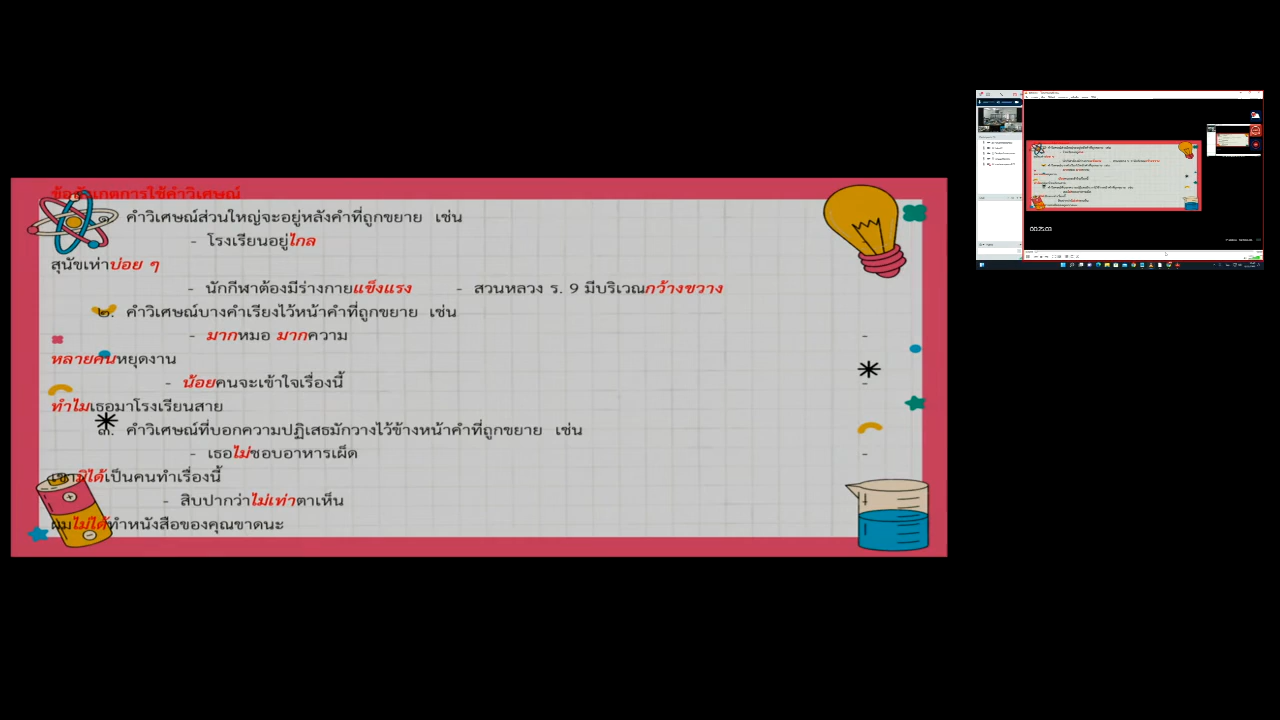 ข้อสังเกตการใช้คำวิเศษณ์
๑. คำวิเศษณ์ส่วนใหญ่จะอยู่หลังคำที่ถูกขยาย เช่น
- โรงเรียนอยู่ไกล
สุนัขเห่าบ่อย ๆ
- นักกีฬาต้องมีร่างกายแข็งแรง - สวนหลวง ร. 9 มีบริเวณกว้างขวาง
๒. คำวิเศษณ์บางคำเรียงไว้หน้าคำที่ถูกขยาย เช่น
- มากหมอ มากความ -
หลายคนหยุดงาน
- น้อยคนจะเข้าใจเรื่องนี้ -
ทำไมเธอมาโรงเรียนสาย
๓. คำวิเศษณ์ที่บอกความปฏิเสธมักวางไว้ข้างหน้าคำที่ถูกขยาย เช่น
- เธอไม่ชอบอาหารเผ็ด -
เขามิได้เป็นคนทำเรื่องนี้
- สิบปากว่าไม่เท่าตาเห็น
ผมไม่ได้ทำหนังสือของคุณขาดนะ